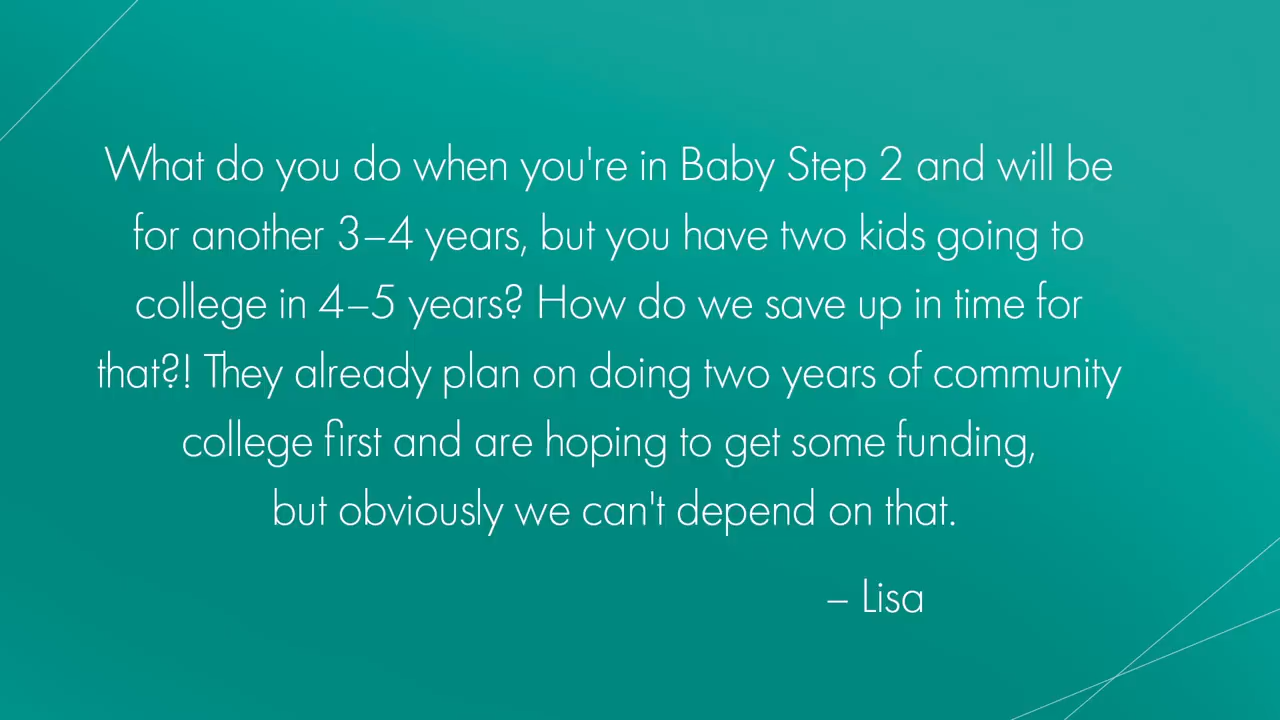 What do you do when you're in Baby Step 2 and will be
for another 3–4 years, but you have two kids going to
college in 4–5 years? How do we save up in time for
that?! They already plan on doing two years of community
college first and are hoping to get some funding,
but obviously we can't depend on that.
– Lisa